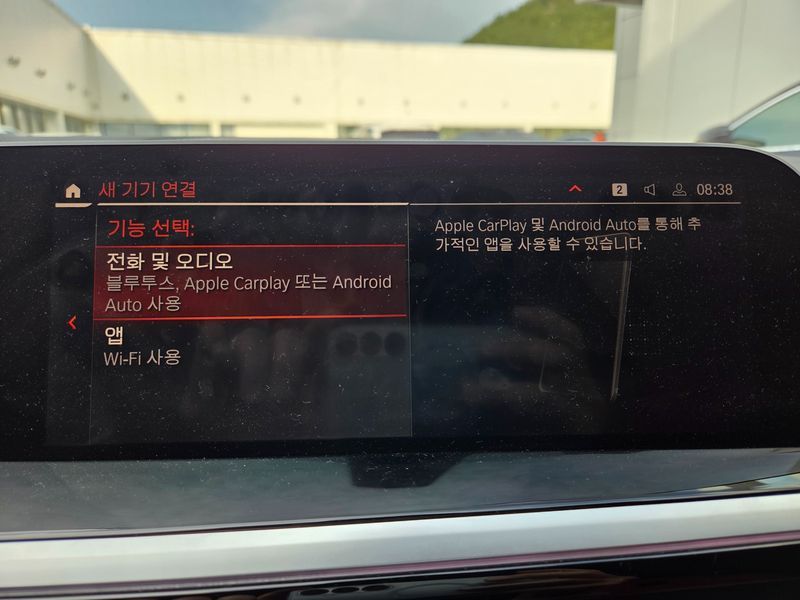 새 기기 연결
2 08:38
기능 선택:
전화 및 오디오
블루투스, Apple Carplay 또는 Android
Auto 사용
앱
Wi-Fi 사용
Apple CarPlay 및 Android Auto를 통해 추
가적인 앱을 사용할 수 있습니다.